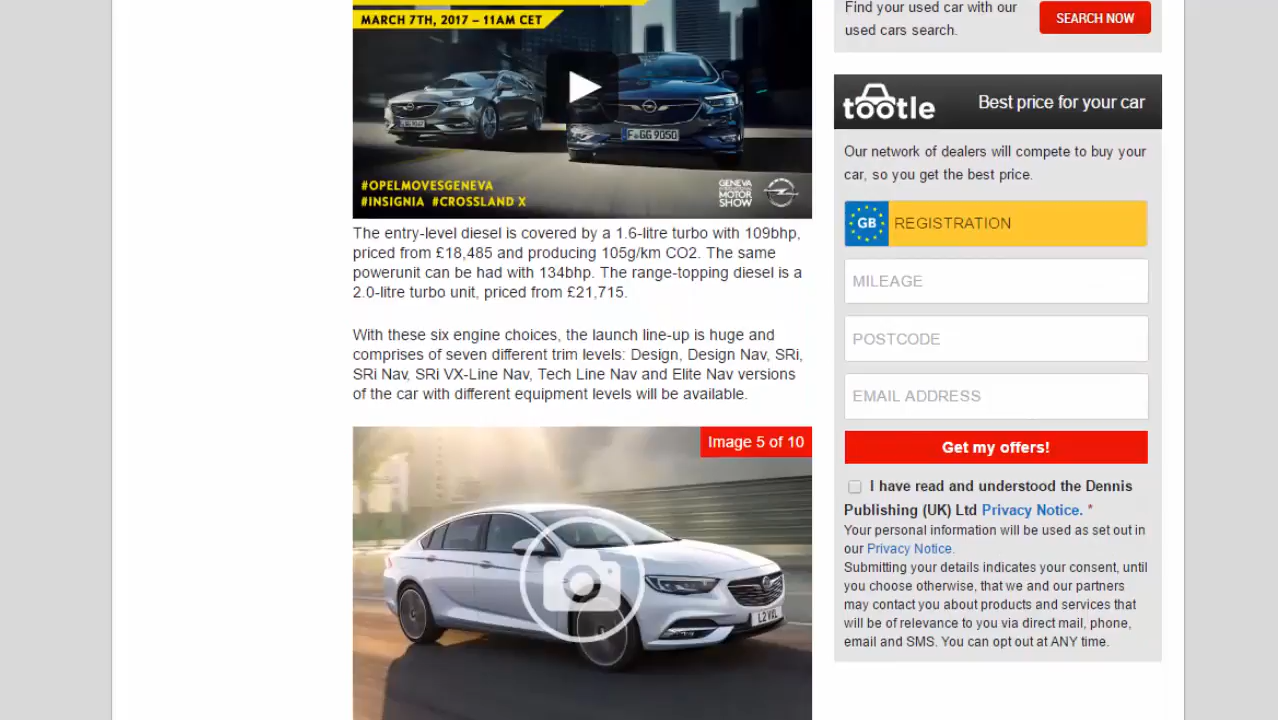 MARCH 7TH, 2017 – 11AM CET
F·GG 9050
#OPELMOVESGENEVA
#INSIGNIA #CROSSLAND X
GENEVA
INTERNATIONAL
MOTOR
SHOW
The entry-level diesel is covered by a 1.6-litre turbo with 109bhp,
priced from £18,485 and producing 105g/km CO2. The same
powerunit can be had with 134bhp. The range-topping diesel is a
2.0-litre turbo unit, priced from £21,715.
With these six engine choices, the launch line-up is huge and
comprises of seven different trim levels: Design, Design Nav, SRi,
SRi Nav, SRi VX-Line Nav, Tech Line Nav and Elite Nav versions
of the car with different equipment levels will be available.
Image 5 of 10
Find your used car with our
used cars search.
SEARCH NOW
tootle
Best price for your car
Our network of dealers will compete to buy your
car, so you get the best price.
GB REGISTRATION
MILEAGE
POSTCODE
EMAIL ADDRESS
Get my offers!
I have read and understood the Dennis
Publishing (UK) Ltd Privacy Notice. *
Your personal information will be used as set out in
our Privacy Notice.
Submitting your details indicates your consent, until
you choose otherwise, that we and our partners
may contact you about products and services that
will be of relevance to you via direct mail, phone,
email and SMS. You can opt out at ANY time.